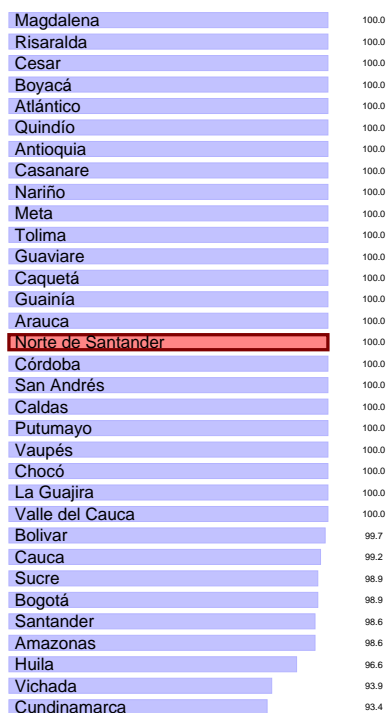 Magdalena 100.0
Risaralda 100.0
Cesar 100.0
Boyacá 100.0
Atlántico 100.0
Quindío 100.0
Antioquia 100.0
Casanare 100.0
Nariño 100.0
Meta 100.0
Tolima 100.0
Guaviare 100.0
Caquetá 100.0
Guainía 100.0
Arauca 100.0
Norte de Santander 100.0
Córdoba 100.0
San Andrés 100.0
Caldas 100.0
Putumayo 100.0
Vaupés 100.0
Chocó 100.0
La Guajira 100.0
Valle del Cauca 100.0
Bolivar 99.7
Cauca 99.2
Sucre 98.9
Bogotá 98.9
Santander 98.6
Amazonas 98.6
Huila 96.6
Vichada 93.9
Cundinamarca 93.4